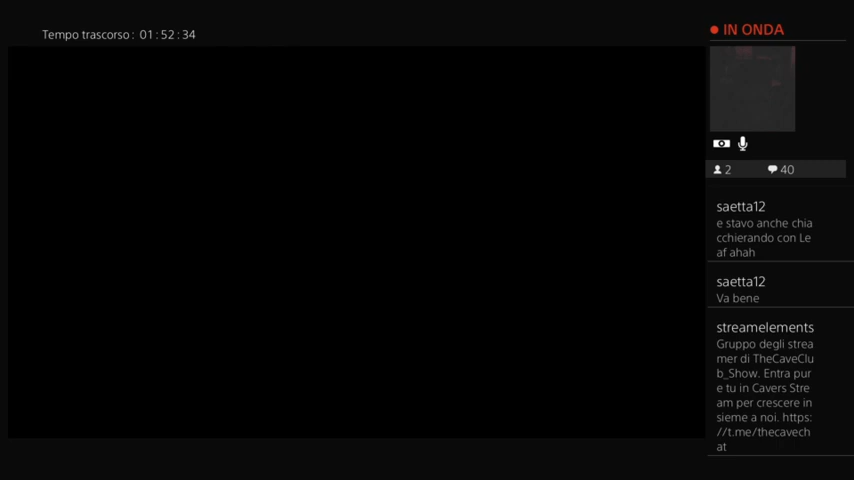 Tempo trascorso: 01:52:34
IN ONDA
2
40
saetta12
e stavo anche chia
cchierando con Le
af ahah
saetta12
Va bene
streamelements
Gruppo degli strea
mer di TheCaveClu
b_Show. Entra pur
e tu in Cavers Stre
am per crescere in
sieme a noi. https:
//t.me/thecavech
at